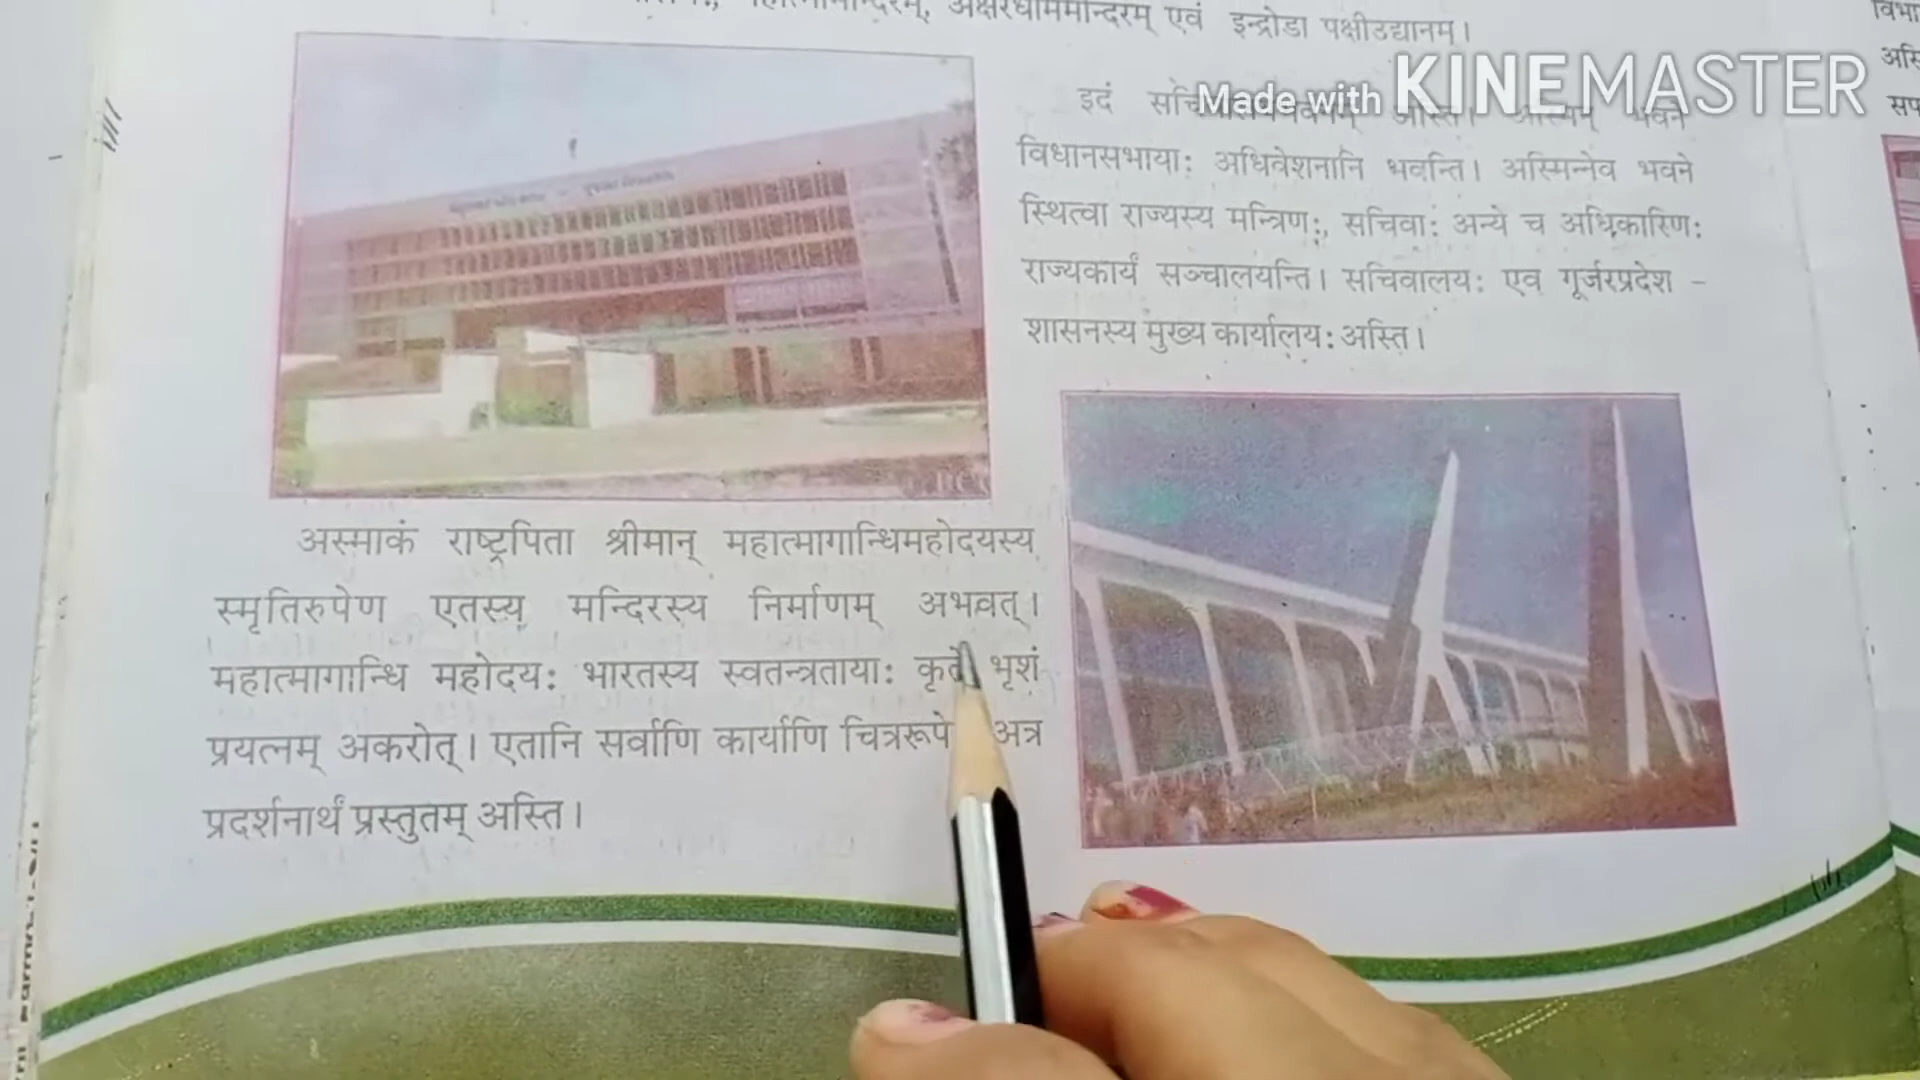 अक्षरधाममन्दिरम् एवं इन्द्रोडा पक्षीउद्यानम्।
Made with KINEMASTER
इदं अस्ति। भवने
विधानसभायाः अधिवेशनानि भवन्ति। अस्मिन्नेव भवने
स्थित्वा राज्यस्य मन्त्रिणः, सचिवाः अन्ये च अधिकारिणः
राज्यकार्यं सञ्चालयन्ति। सचिवालयः एव गूर्जरप्रदेश -
शासनस्य मुख्य कार्यालयः अस्ति।
अस्माकं राष्ट्रपिता श्रीमान् महात्मागान्धिमहोदयस्य
स्मृतिरुपेण एतस्य मन्दिरस्य निर्माणम् अभवत्।
महात्मागान्धि महोदयः भारतस्य स्वतन्त्रतायाः कृते भृशं
प्रयत्नम् अकरोत्। एतानि सर्वाणि कार्याणि अत्र
प्रदर्शनार्थं प्रस्तुतम् अस्ति।